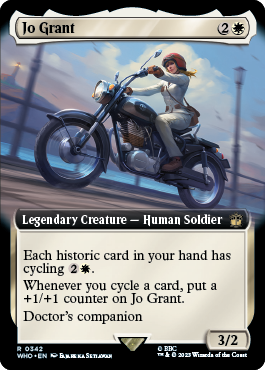 Jo Grant 2
Legendary Creature — Human Soldier
Each historic card in your hand has
cycling 2.
Whenever you cycle a card, put a
+1/+1 counter on Jo Grant.
Doctor's companion
3/2
R 0342
WHO • EN
© BBC
™ & © 2023 Wizards of the Coast